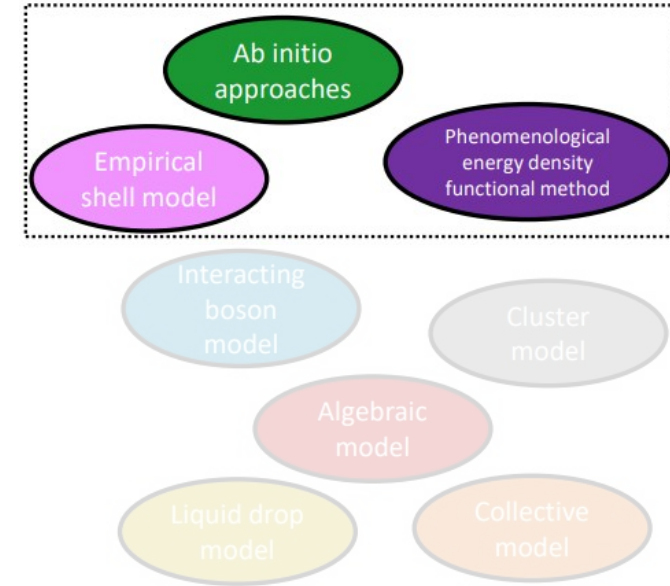 Ab initio
approaches
Empirical
shell model
Phenomenological
energy density
functional method
Interacting
boson
model
Cluster
model
Algebraic
model
Liquid drop
model
Collective
model